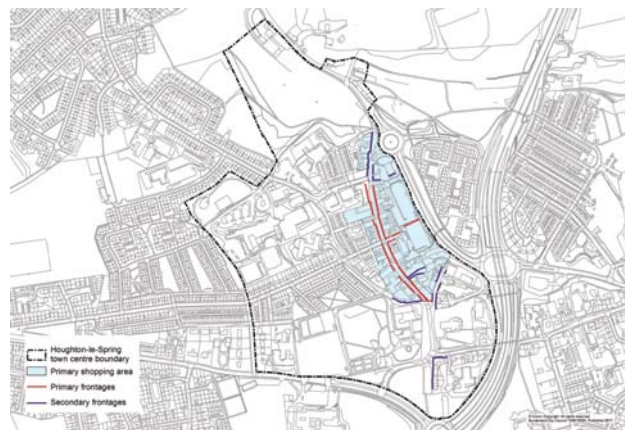 Houghton-le-Spring
town centre boundary
Primary shopping area
Primary frontages
Secondary frontages